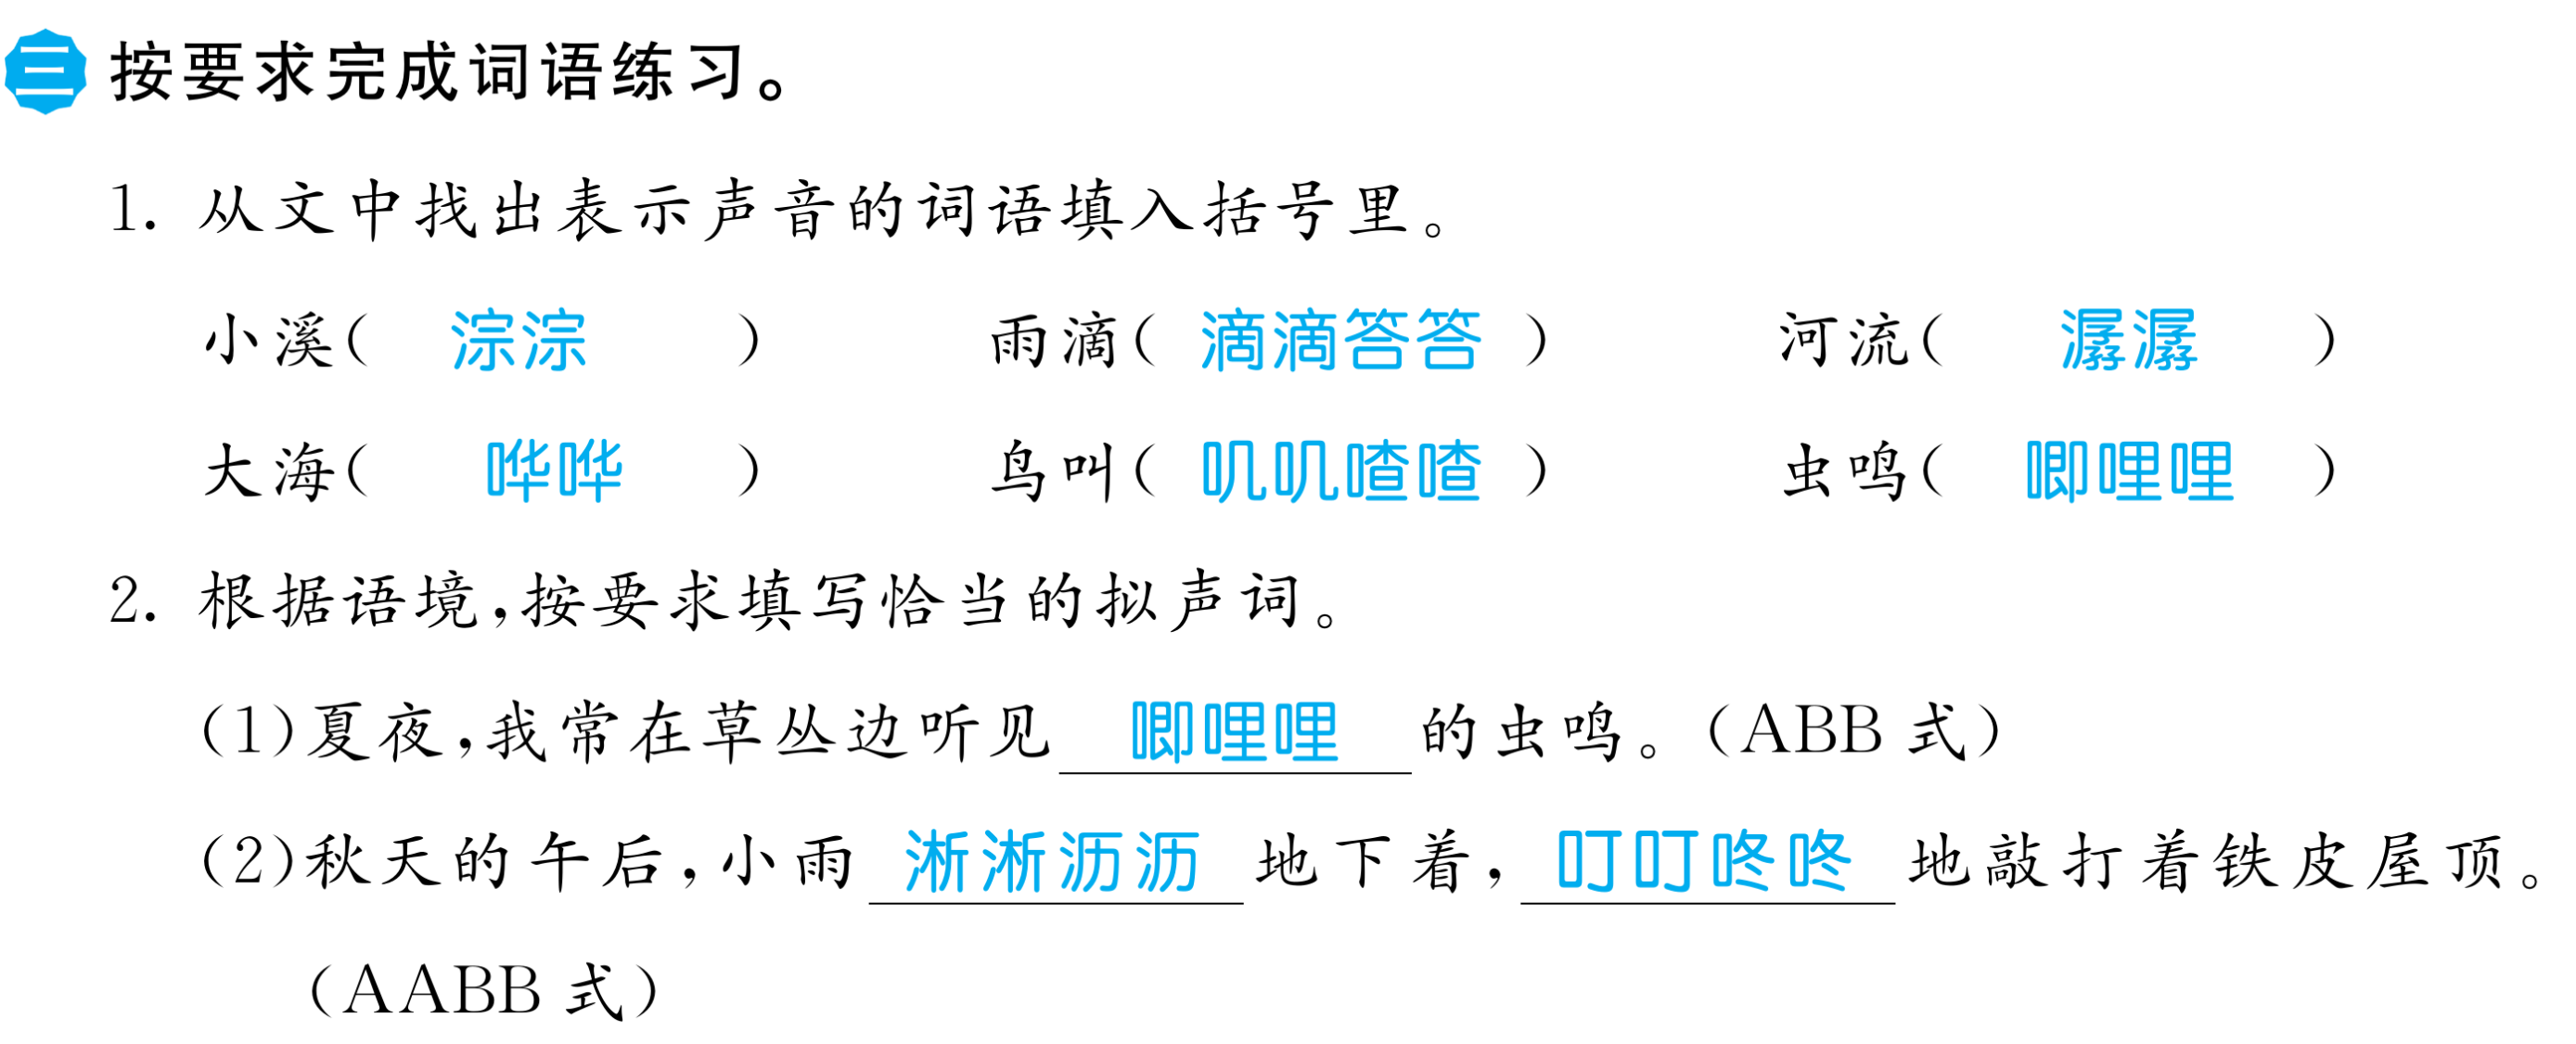 三 按要求完成词语练习。
1. 从文中找出表示声音的词语填入括号里。
小溪( 淙淙 ) 雨滴( 滴滴答答 ) 河流( 潺潺 )
大海( 哗哗 ) 鸟叫( 叽叽喳喳 ) 虫鸣( 唧哩哩 )
2. 根据语境,按要求填写恰当的拟声词。
(1)夏夜,我常在草丛边听见 唧哩哩 的虫鸣。(ABB 式)
(2)秋天的午后,小雨 淅淅沥沥 地下着, 叮叮咚咚 地敲打着铁皮屋顶。
(AABB 式)